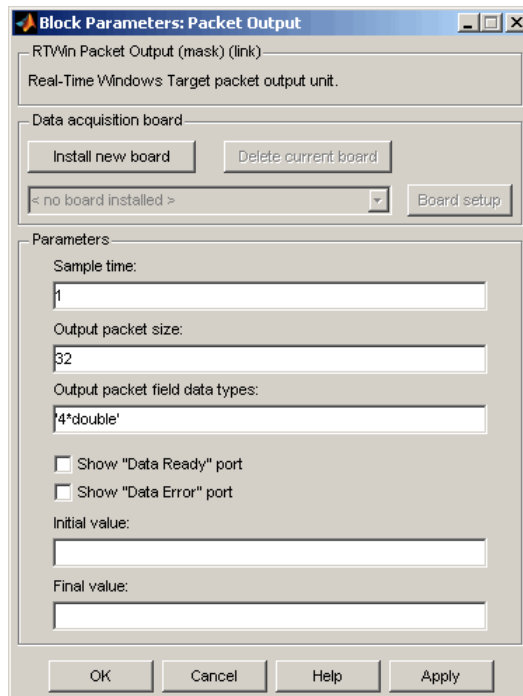 Block Parameters: Packet Output
RTWin Packet Output (mask) (link)
Real-Time Windows Target packet output unit.
Data acquisition board
Install new board Delete current board
< no board installed > Board setup
Parameters
Sample time:
1
Output packet size:
32
Output packet field data types:
'4*double'
Show "Data Ready" port
Show "Data Error" port
Initial value:
Final value:
OK Cancel Help Apply